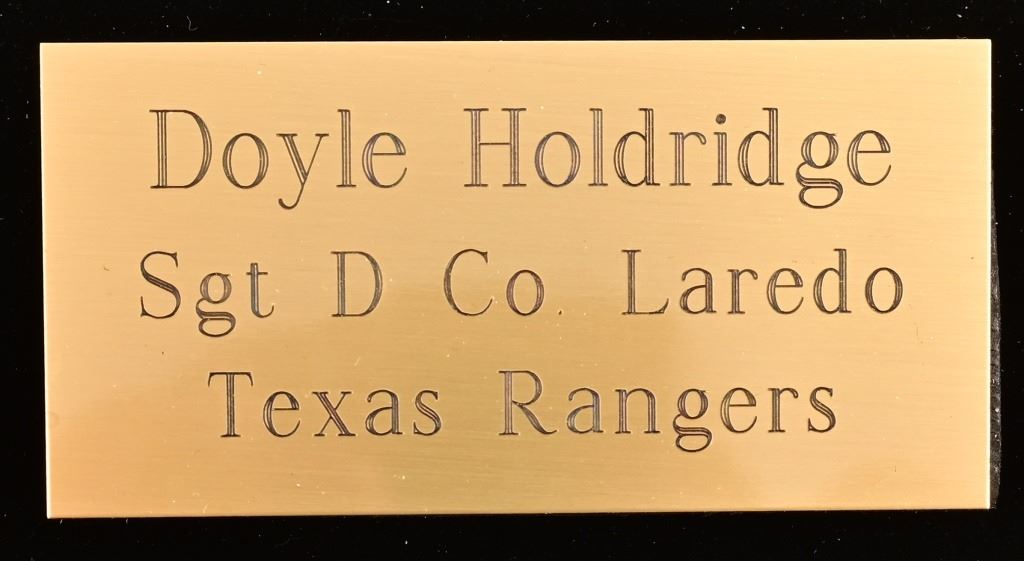 Doyle Holdridge
Sgt D Co. Laredo
Texas Rangers